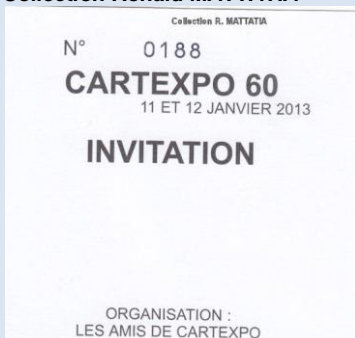 Collection R. MATTATIA
N° 0188
CARTEXPO 60
11 ET 12 JANVIER 2013
INVITATION
ORGANISATION :
LES AMIS DE CARTEXPO